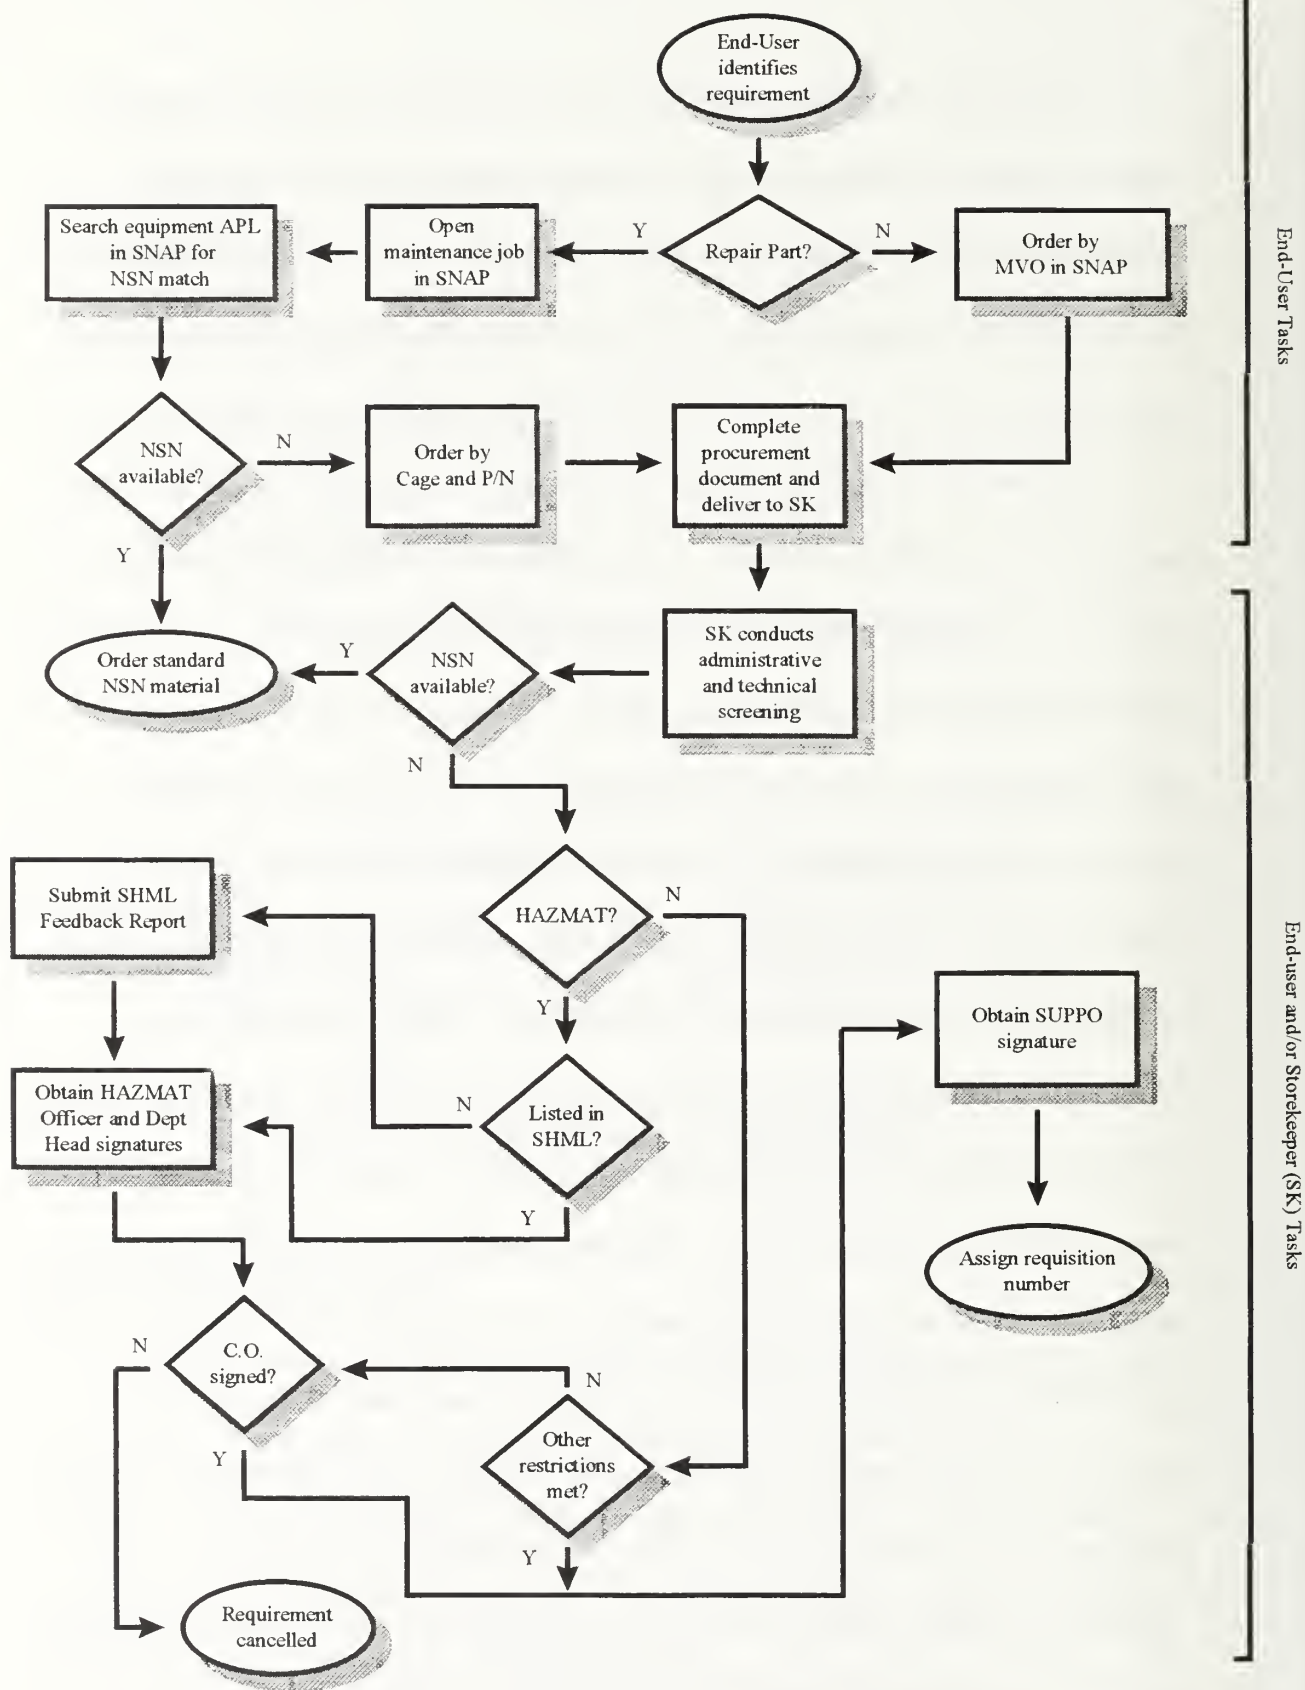 End-User
identifies
requirement
Search equipment APL
in SNAP for
NSN match
Open
maintenance job
in SNAP
Y
Repair Part?
N
Order by
MVO in SNAP
End-User Tasks
NSN
available?
N
Order by
Cage and P/N
Complete
procurement
document and
deliver to SK
Y
Order standard
NSN material
Y
NSN
available?
SK conducts
administrative
and technical
screening
N
Submit SHML
Feedback Report
HAZMAT?
N
Y
Obtain SUPPO
signature
End-user and/or Storekeeper (SK) Tasks
Obtain HAZMAT
Officer and Dept
Head signatures
N
Listed in
SHML?
Y
Assign requisition
number
N
C.O.
signed?
N
Y
Other
restrictions
met?
Y
Requirement
cancelled